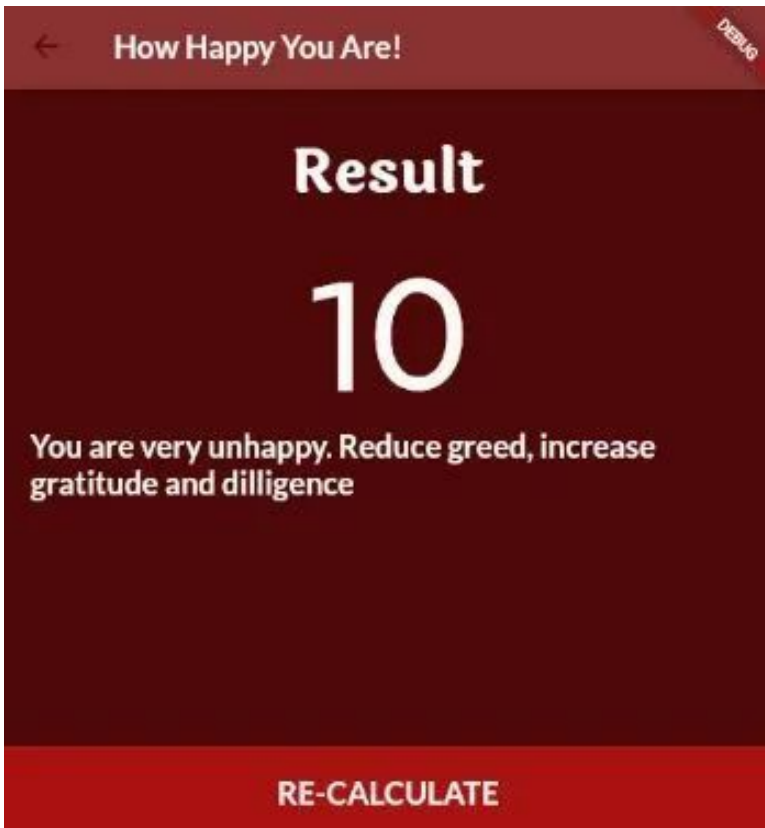 How Happy You Are!
DEBUG
Result
10
You are very unhappy. Reduce greed, increase
gratitude and dilligence
RE-CALCULATE